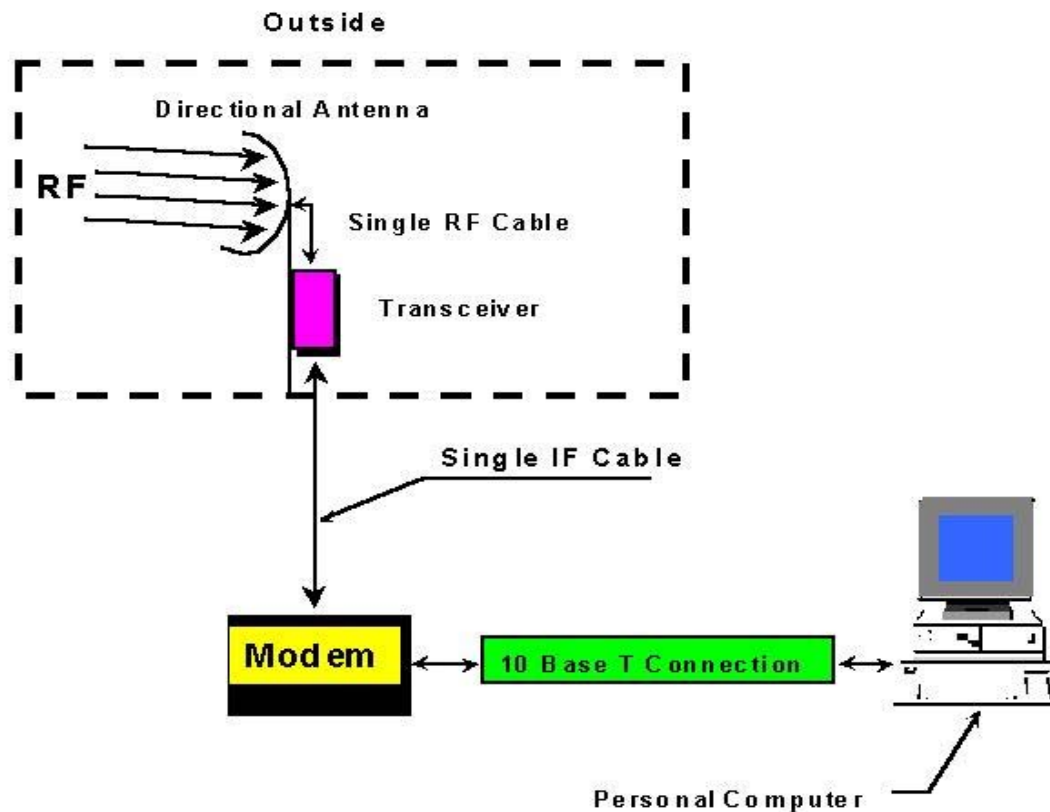 Outside
Directional Antenna
RF
Single RF Cable
Transceiver
Single IF Cable
Modem
10 Base T Connection
Personal Computer